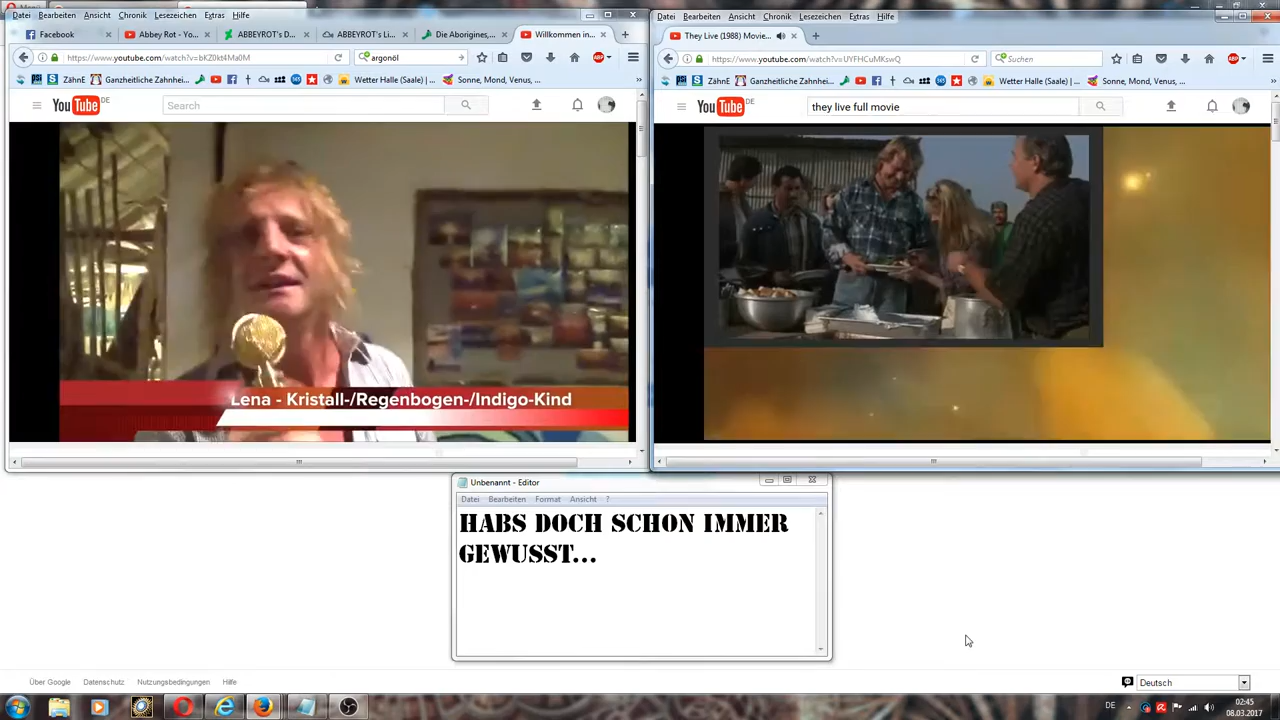 Datei Bearbeiten Ansicht Chronik Lesezeichen Extras Hilfe
Facebook Abbey Rot - Yo... ABBEYROT's D... ABBEYROT's Li... Die Aborigines,... Willkommen in...
https://www.youtube.com/watch?v=bKZ0kt4Ma0M argonöl
ZähnE Ganzheitliche Zahnhei... Wetter Halle (Saale) |... Sonne, Mond, Venus,...
YouTube DE Search
Lena - Kristall-/Regenbogen-/Indigo-Kind
Datei Bearbeiten Ansicht Chronik Lesezeichen Extras Hilfe
They Live (1988) Movie...
https://www.youtube.com/watch?v=UYFHCuMKswQ Suchen
ZähnE Ganzheitliche Zahnhei... Wetter Halle (Saale) |... Sonne, Mond, Venus,...
YouTube DE they live full movie
Unbenannt - Editor
Datei Bearbeiten Format Ansicht ?
HABS DOCH SCHON IMMER
GEWUSST...
Über Google Datenschutz Nutzungsbedingungen Hilfe Deutsch
DE 02:45
08.03.2017